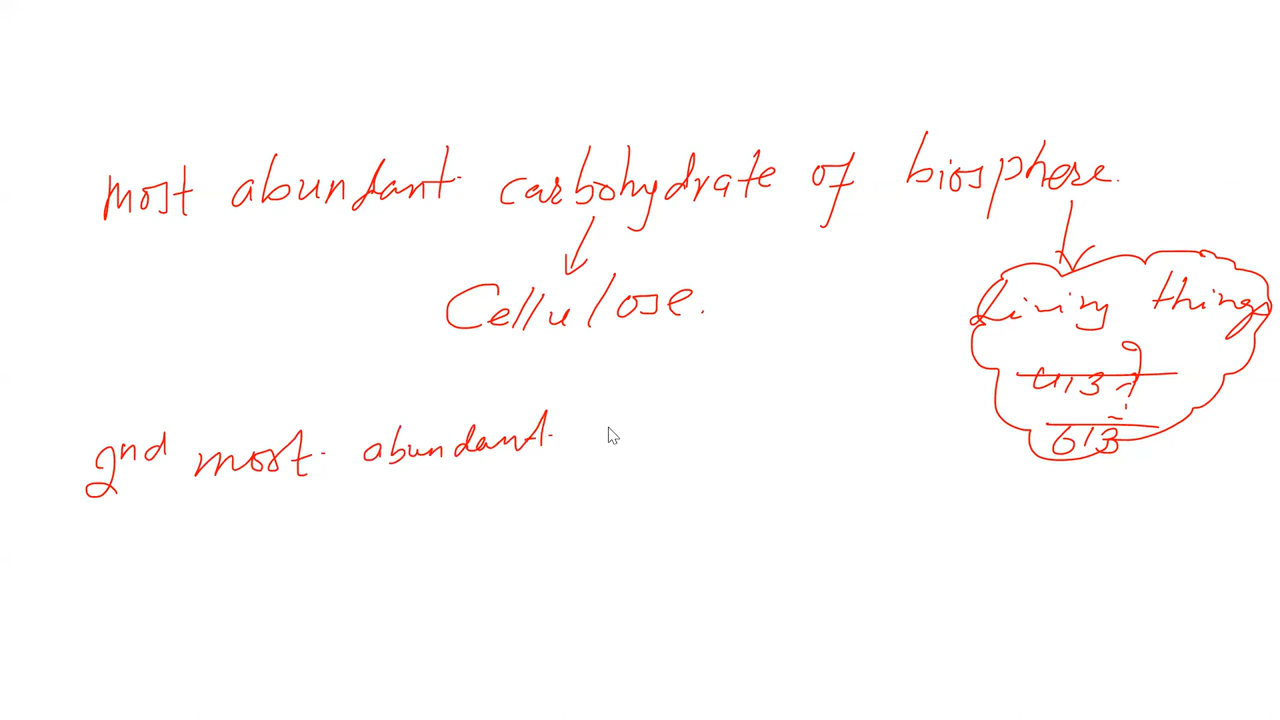 most abundant carbohydrate of biosphere.
Cellulose.
living things
2nd most abundant